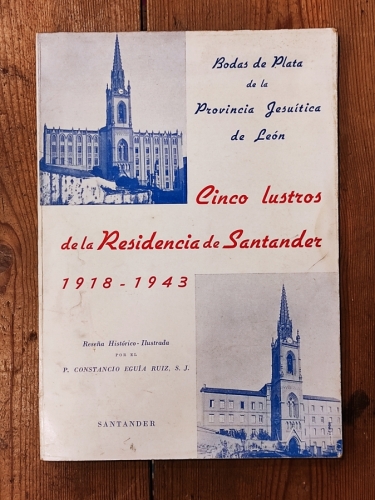 Bodas de Plata
de la
Provincia Jesuítica
de León
Cinco lustros
de la Residencia de Santander
1918 - 1943
Reseña Histórico - Ilustrada
POR EL
P. CONSTANCIO EGUÍA RUIZ, S. J.
SANTANDER